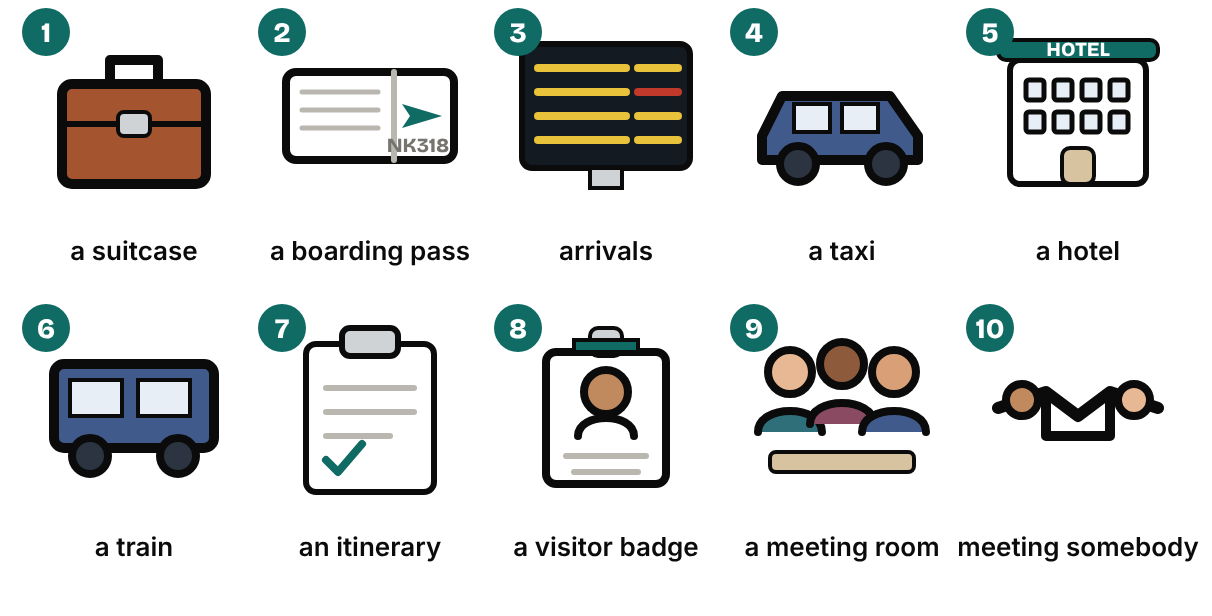 1
2
3
4
5
HOTEL
NK318
a suitcase
a boarding pass
arrivals
a taxi
a hotel
6
7
8
9
10
a train
an itinerary
a visitor badge
a meeting room
meeting somebody